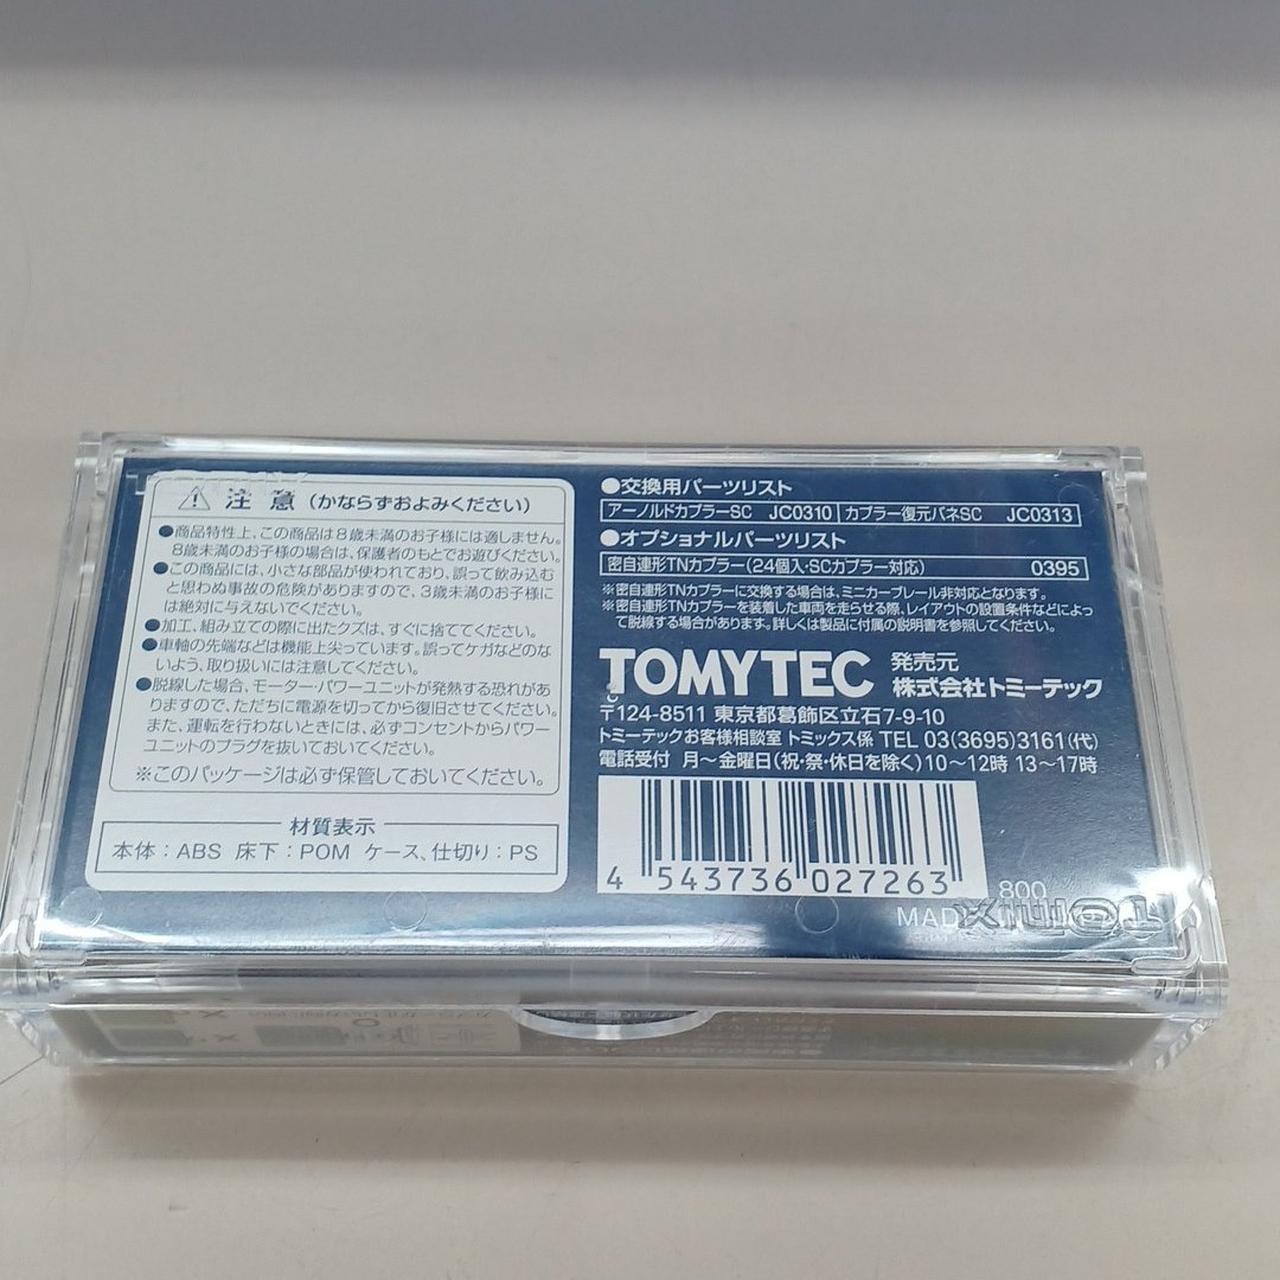 注意(かならずおよみください)
●商品特性上、この商品は8歳未満のお子様には適しません。
8歳未満のお子様の場合は、保護者のもとでお遊びください。
●この商品には、小さな部品が使われており、誤って飲み込む
と思わぬ事故の危険がありますので、3歳未満のお子様に
は絶対に与えないでください。
●加工、組み立ての際に出たクズは、すぐに捨ててください。
●車軸の先端などは機能上尖っています。誤ってケガなどのな
いよう、取り扱いには注意してください。
●脱線した場合、モーター・パワーユニットが発熱する恐れがあ
りますので、ただちに電源を切ってから復旧させてください。
また、運転を行わないときには、必ずコンセントからパワー
ユニットのプラグを抜いておいてください。
※このパッケージは必ず保管しておいてください。
材質表示
本体:ABS 床下:POM ケース、仕切り:PS
●交換用パーツリスト
アーノルドカプラーSC JC0310 カプラー復元バネSC JC0313
●オプショナルパーツリスト
密自連形TNカプラー(24個入・SCカプラー対応) 0395
※密自連形TNカプラーに交換する場合は、ミニカーブレール非対応となります。
※密自連形TNカプラーを装着した車両を走らせる際、レイアウトの設置条件などによっ
て脱線する場合があります。詳しくは製品に付属の説明書を参照してください。
TOMYTEC 発売元
株式会社トミーテック
〒124-8511 東京都葛飾区立石7-9-10
トミーテックお客様相談室 トミックス係 TEL 03(3695)3161(代)
電話受付 月〜金曜日(祝・祭・休日を除く)10〜12時 13〜17時
4 543736 027263
800
TOMIX